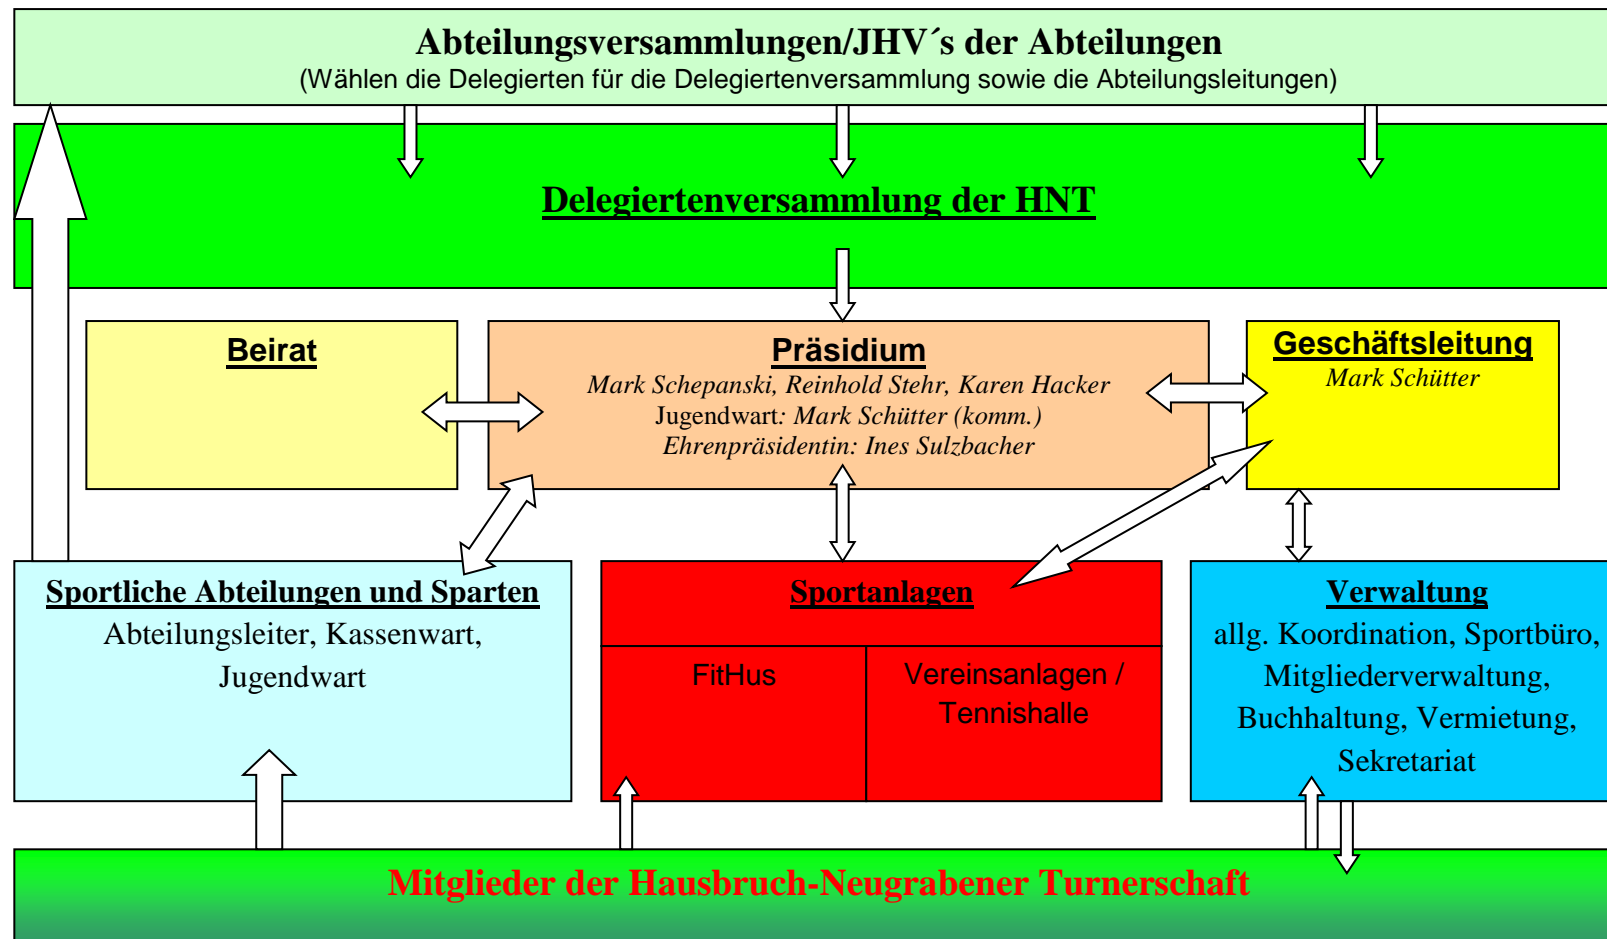 Abteilungsversammlungen/JHV´s der Abteilungen
(Wählen die Delegierten für die Delegiertenversammlung sowie die Abteilungsleitungen)
Delegiertenversammlung der HNT
Beirat
Präsidium
Mark Schepanski, Reinhold Stehr, Karen Hacker
Jugendwart: Mark Schütter (komm.)
Ehrenpräsidentin: Ines Sulzbacher
Geschäftsleitung
Mark Schütter
Sportliche Abteilungen und Sparten
Abteilungsleiter, Kassenwart,
Jugendwart
Sportanlagen
FitHus
Vereinsanlagen /
Tennishalle
Verwaltung
allg. Koordination, Sportbüro,
Mitgliederverwaltung,
Buchhaltung, Vermietung,
Sekretariat
Mitglieder der Hausbruch-Neugrabener Turnerschaft